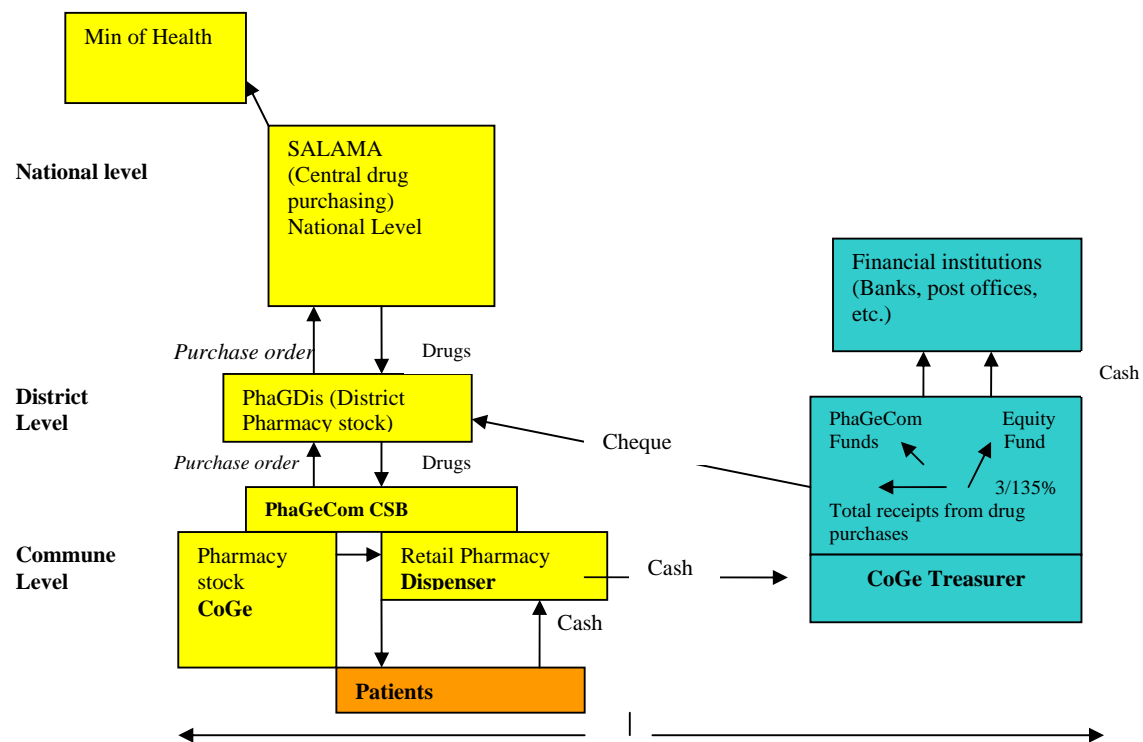 Min of Health
National level
SALAMA
(Central drug
purchasing)
National Level
Financial institutions
(Banks, post offices,
etc.)
Purchase order
Drugs
Cash
District
Level
PhaGDis (District
Pharmacy stock)
Cheque
PhaGeCom
Funds
Equity
Fund
3/135%
Total receipts from drug
purchases
Purchase order
Drugs
PhaGeCom CSB
Commune
Level
Pharmacy
stock
CoGe
Retail Pharmacy
Dispenser
Cash
CoGe Treasurer
Cash
Patients